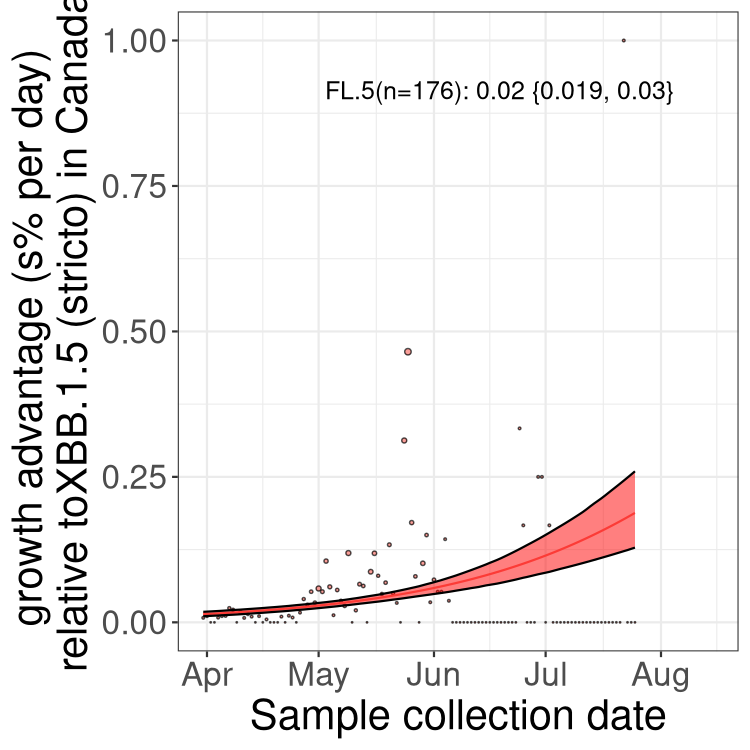 growth advantage (s% per day)
relative toXBB.1.5 (stricto) in Canada
1.00
0.75
0.50
0.25
0.00
FL.5(n=176): 0.02 {0.019, 0.03}
Apr May Jun Jul Aug
Sample collection date